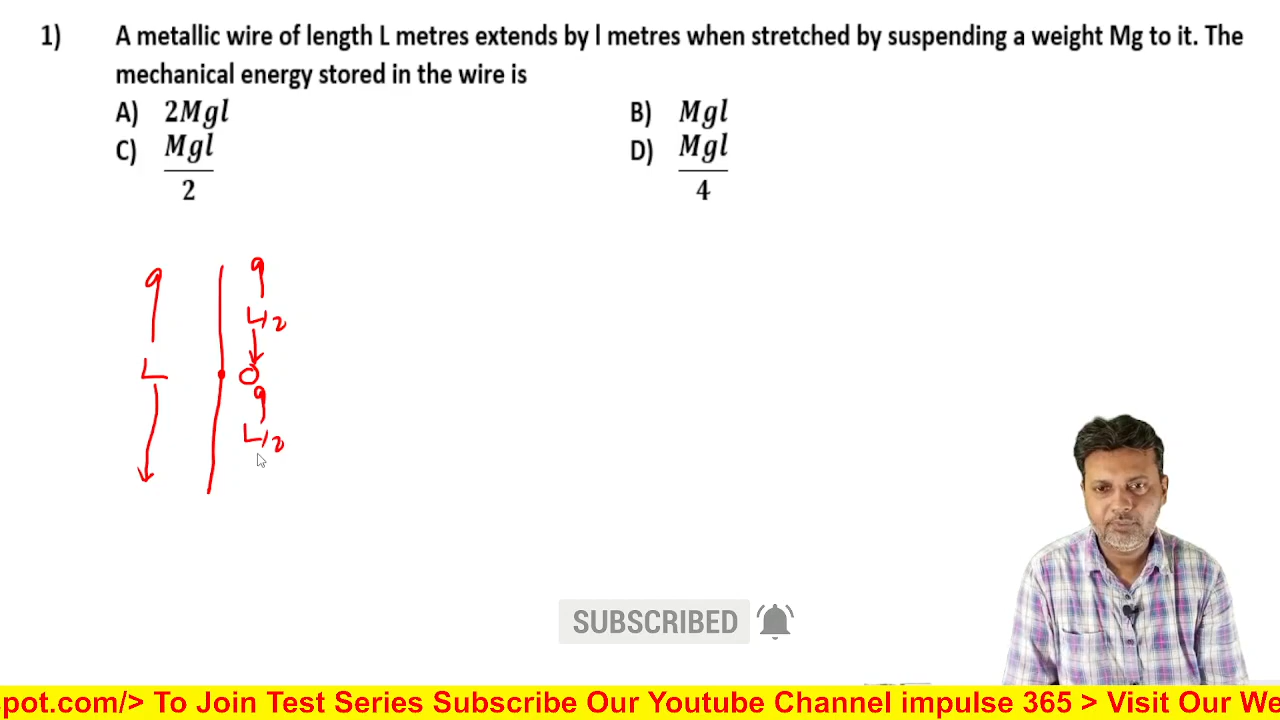 1) A metallic wire of length L metres extends by l metres when stretched by suspending a weight Mg to it. The
mechanical energy stored in the wire is
A) 2Mgl B) Mgl
C) Mgl/2 D) Mgl/4
L
L/2
O
L/2
SUBSCRIBED
spot.com/> To Join Test Series Subscribe Our Youtube Channel impulse 365 > Visit Our We